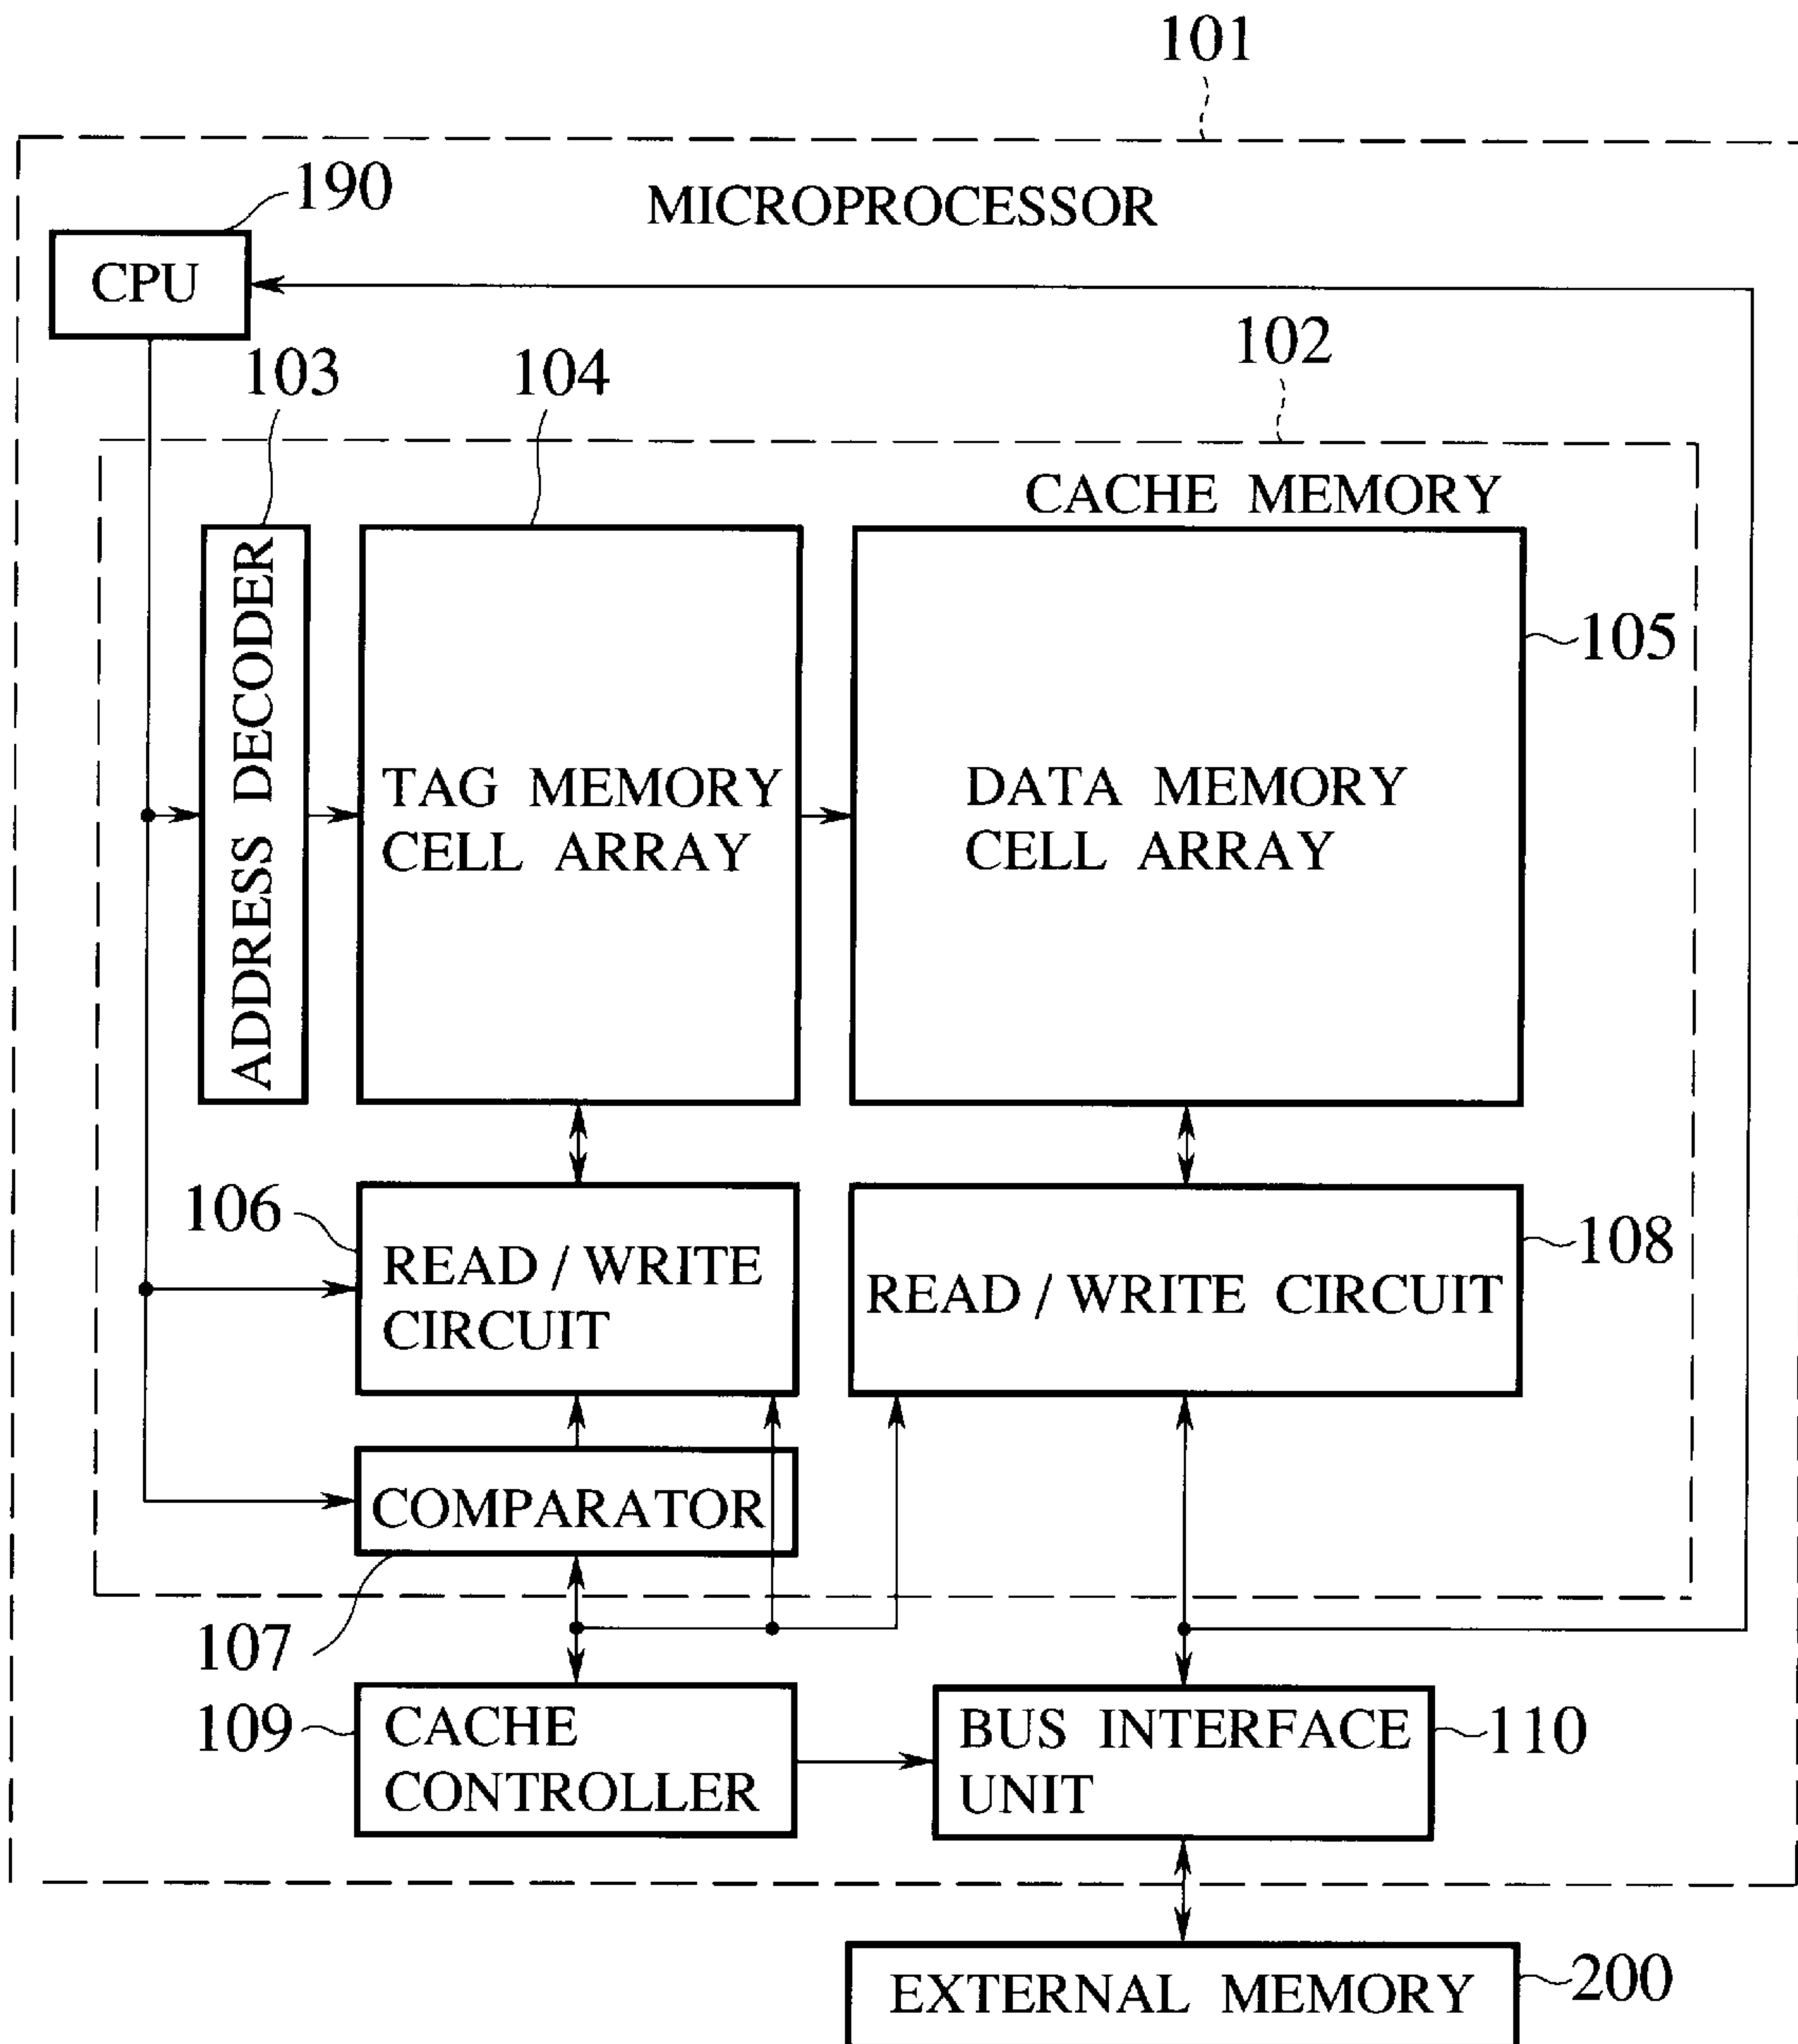 101
190
MICROPROCESSOR
CPU
102
103
104
CACHE MEMORY
ADDRESS DECODER
105
TAG MEMORY
CELL ARRAY
DATA MEMORY
CELL ARRAY
106
READ / WRITE
CIRCUIT
108
READ / WRITE CIRCUIT
COMPARATOR
107
109
CACHE
CONTROLLER
BUS INTERFACE
UNIT
110
EXTERNAL MEMORY
200